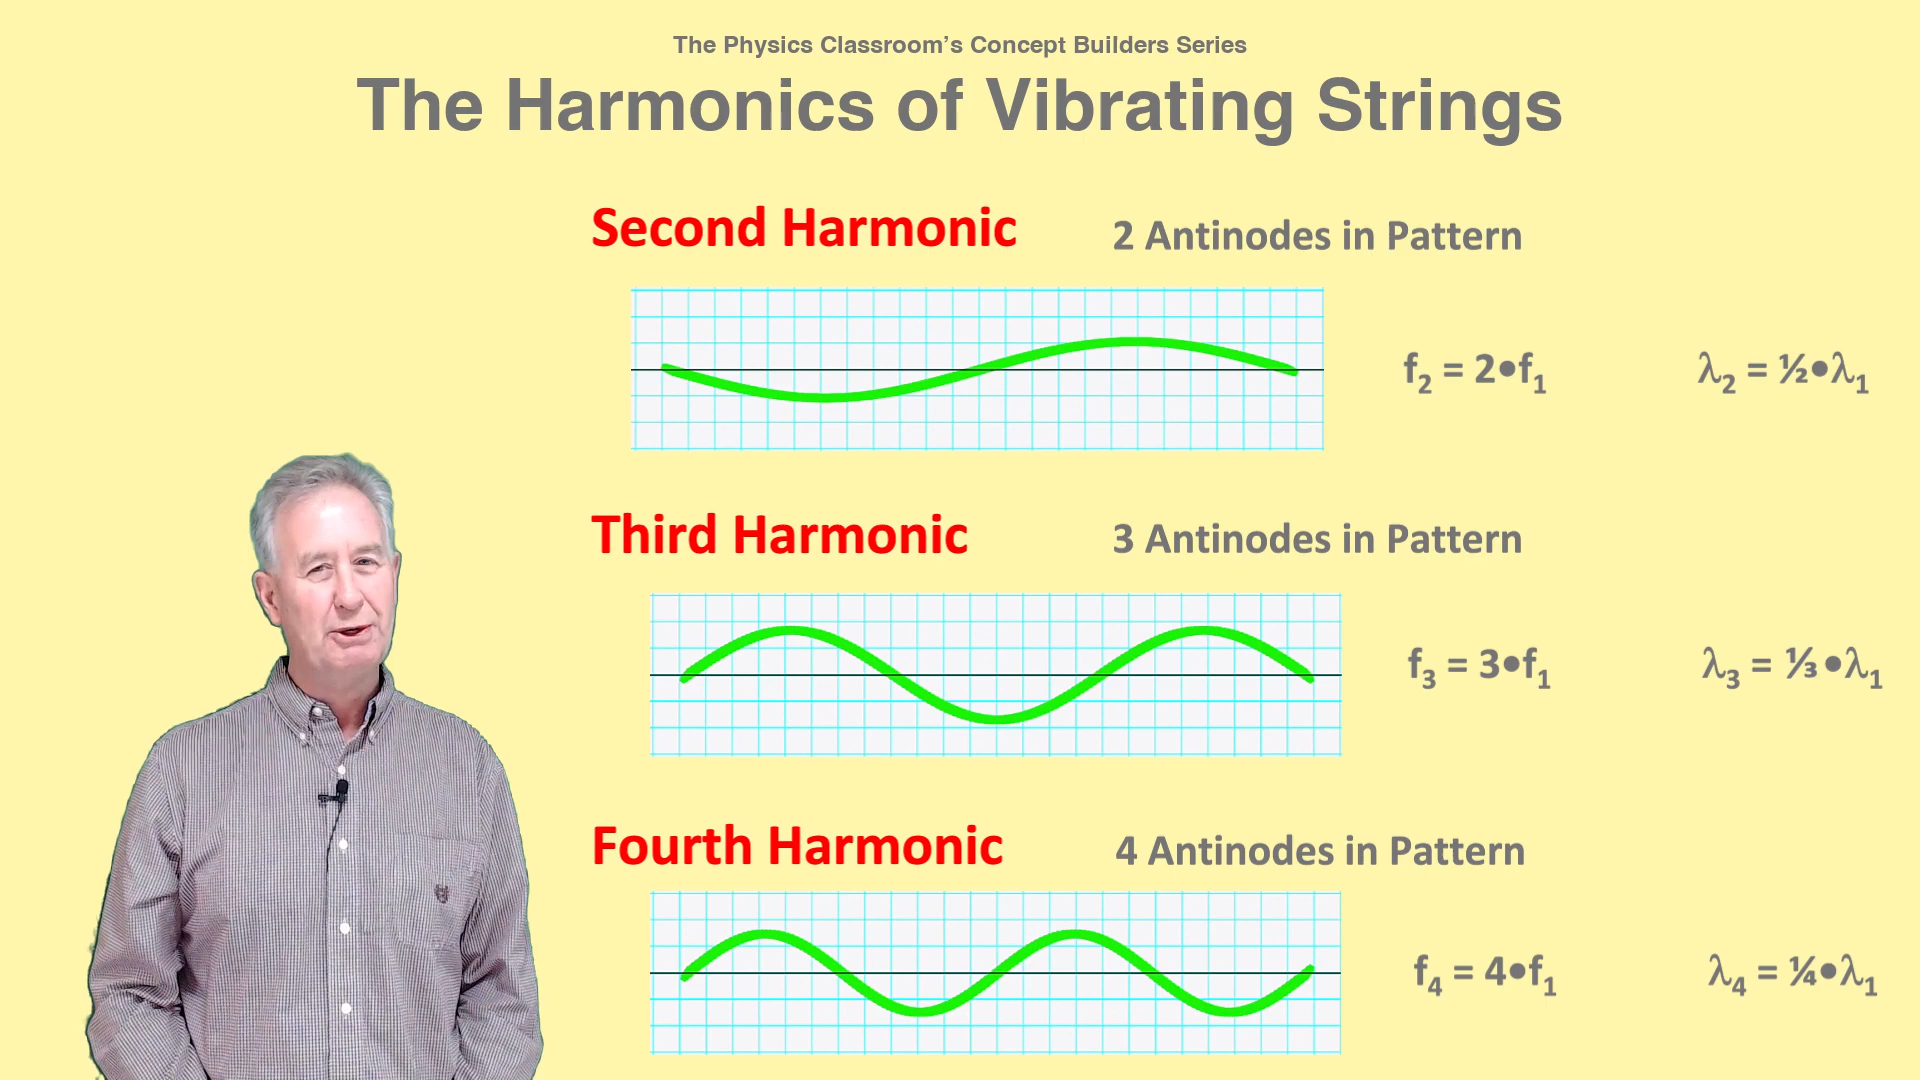 The Physics Classroom’s Concept Builders Series
The Harmonics of Vibrating Strings
Second Harmonic
2 Antinodes in Pattern
f₂ = 2•f₁
λ₂ = ½•λ₁
Third Harmonic
3 Antinodes in Pattern
f₃ = 3•f₁
λ₃ = ⅓•λ₁
Fourth Harmonic
4 Antinodes in Pattern
f₄ = 4•f₁
λ₄ = ¼•λ₁